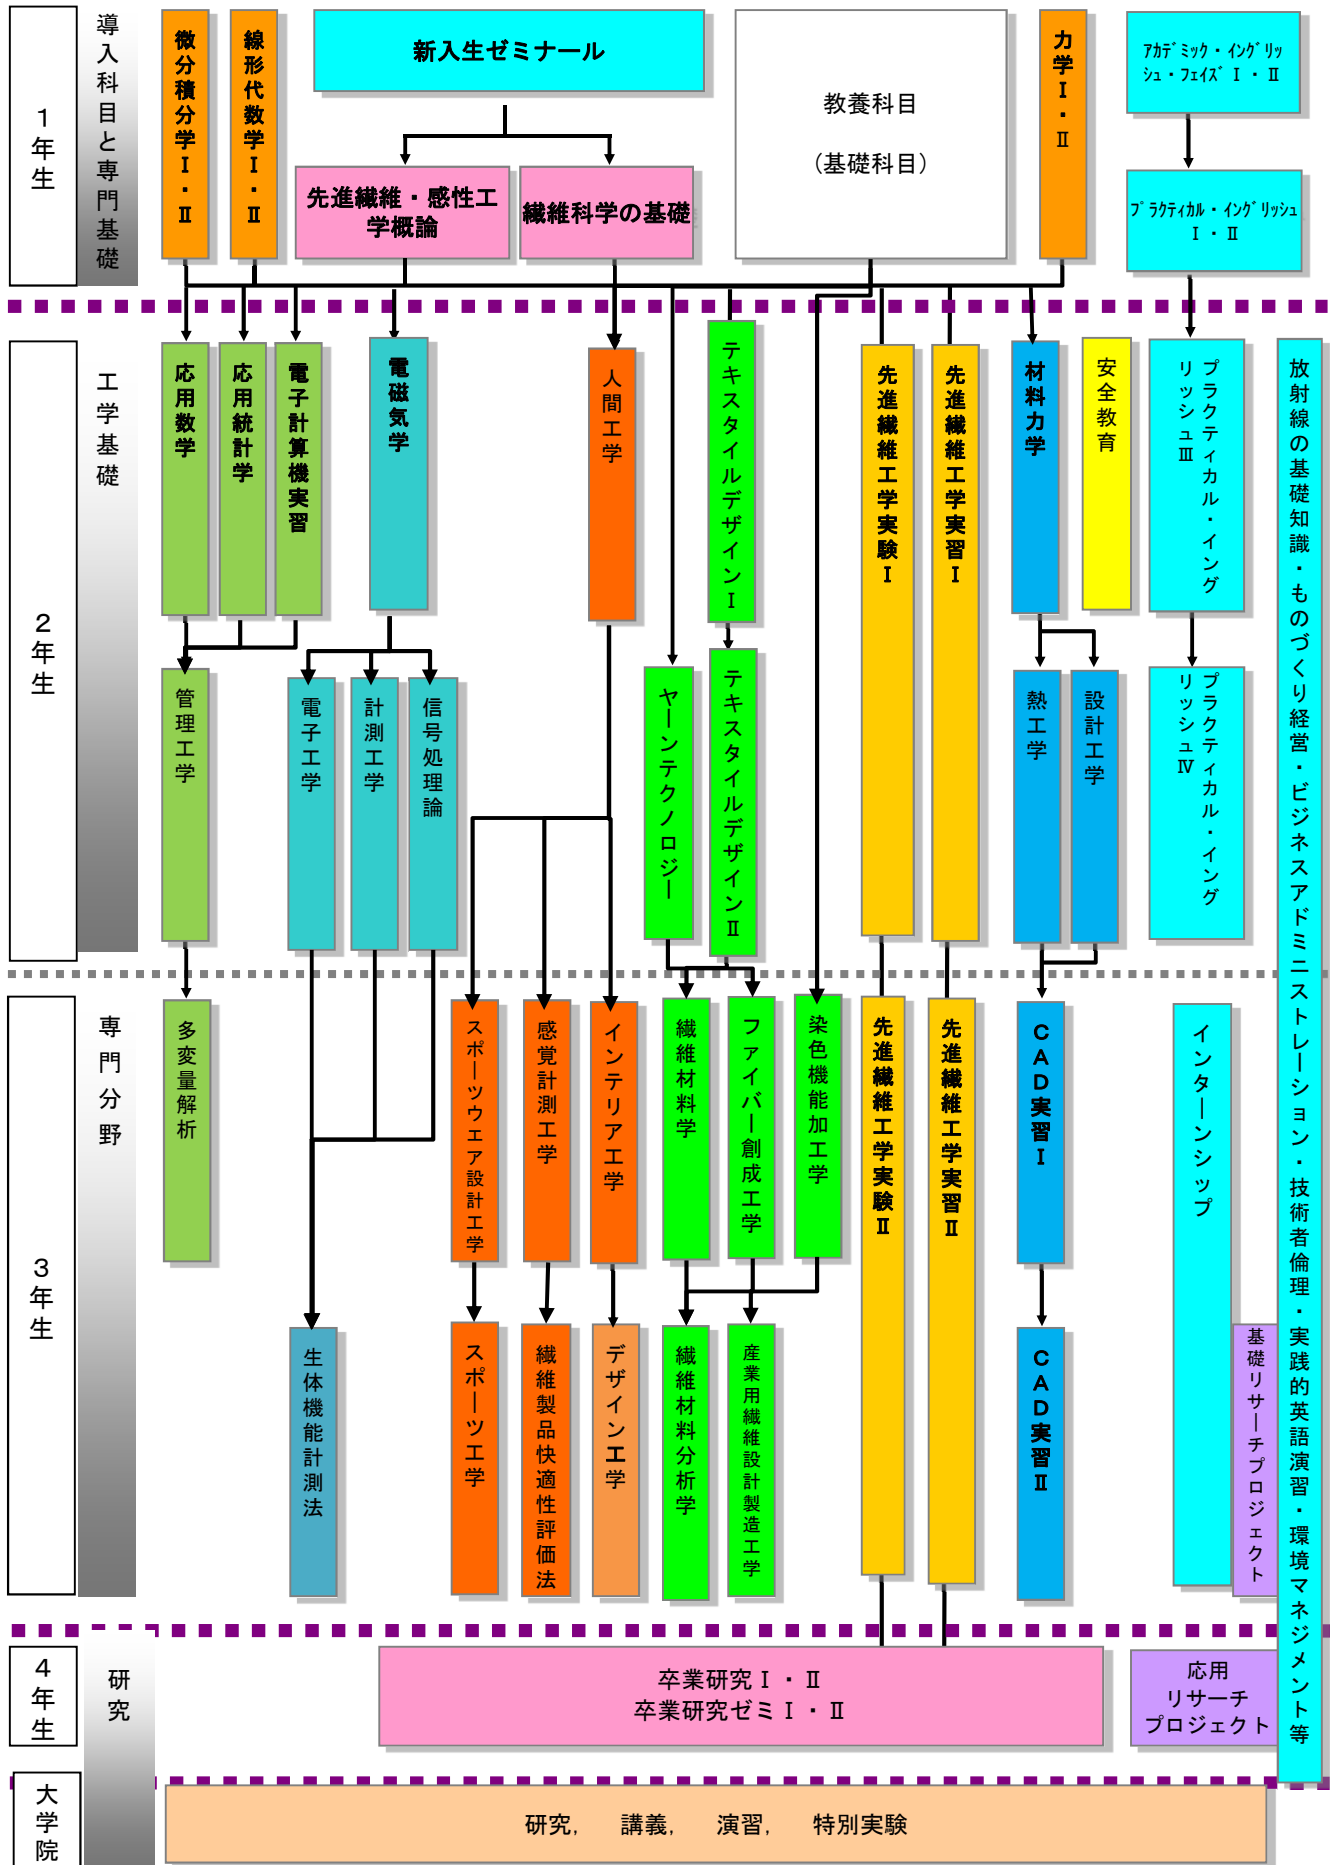 1年生
導入科目と専門基礎
微分積分学Ⅰ・Ⅱ
線形代数学Ⅰ・Ⅱ
新入生ゼミナール
先進繊維・感性工
学概論
繊維科学の基礎
教養科目
(基礎科目)
力学Ⅰ・Ⅱ
ｱｶﾃﾞﾐｯｸ・ｲﾝｸﾞﾘｯ
ｼｭ・ﾌｪｲｽﾞⅠ・Ⅱ
ﾌﾟﾗｸﾃｨｶﾙ・ｲﾝｸﾞﾘｯｼｭ
Ⅰ・Ⅱ
2年生
工学基礎
応用数学
応用統計学
電子計算機実習
電磁気学
人間工学
テキスタイルデザインⅠ
先進繊維工学実験Ⅰ
先進繊維工学実習Ⅰ
材料力学
安全教育
プラクティカル・イング
リッシュⅢ
放射線の基礎知識・ものづくり経営・ビジネスアドミニストレーション・技術者倫理・実践的英語演習・環境マネジメント等
管理工学
電子工学
計測工学
信号処理論
ヤーンテクノロジー
テキスタイルデザインⅡ
熱工学
設計工学
プラクティカル・イング
リッシュⅣ
3年生
専門分野
多変量解析
スポーツウエア設計工学
感覚計測工学
インテリア工学
繊維材料学
ファイバー創成工学
染色機能加工学
先進繊維工学実験Ⅱ
先進繊維工学実習Ⅱ
CAD実習Ⅰ
インターンシップ
生体機能計測法
スポーツ工学
繊維製品快適性評価法
デザイン工学
繊維材料分析学
産業用繊維設計製造工学
CAD実習Ⅱ
基礎リサーチプロジェクト
4年生
研究
卒業研究Ⅰ・Ⅱ
卒業研究ゼミⅠ・Ⅱ
応用
リサーチ
プロジェクト
大学院
研究, 講義, 演習, 特別実験